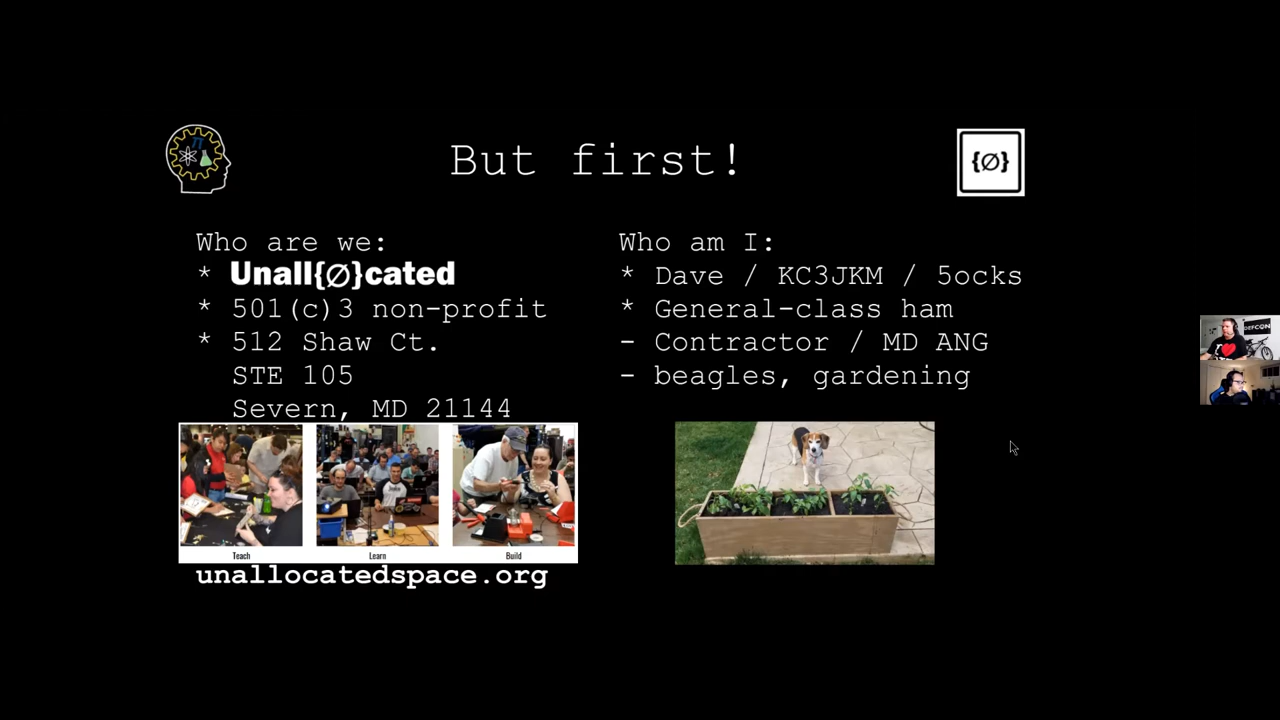 But first!
{Ø}
Who are we:
* Unall{Ø}cated
* 501(c)3 non-profit
* 512 Shaw Ct.
STE 105
Severn, MD 21144
Teach
Learn
Build
unallocatedspace.org
Who am I:
* Dave / KC3JKM / 5ocks
* General-class ham
- Contractor / MD ANG
- beagles, gardening
DEFCON